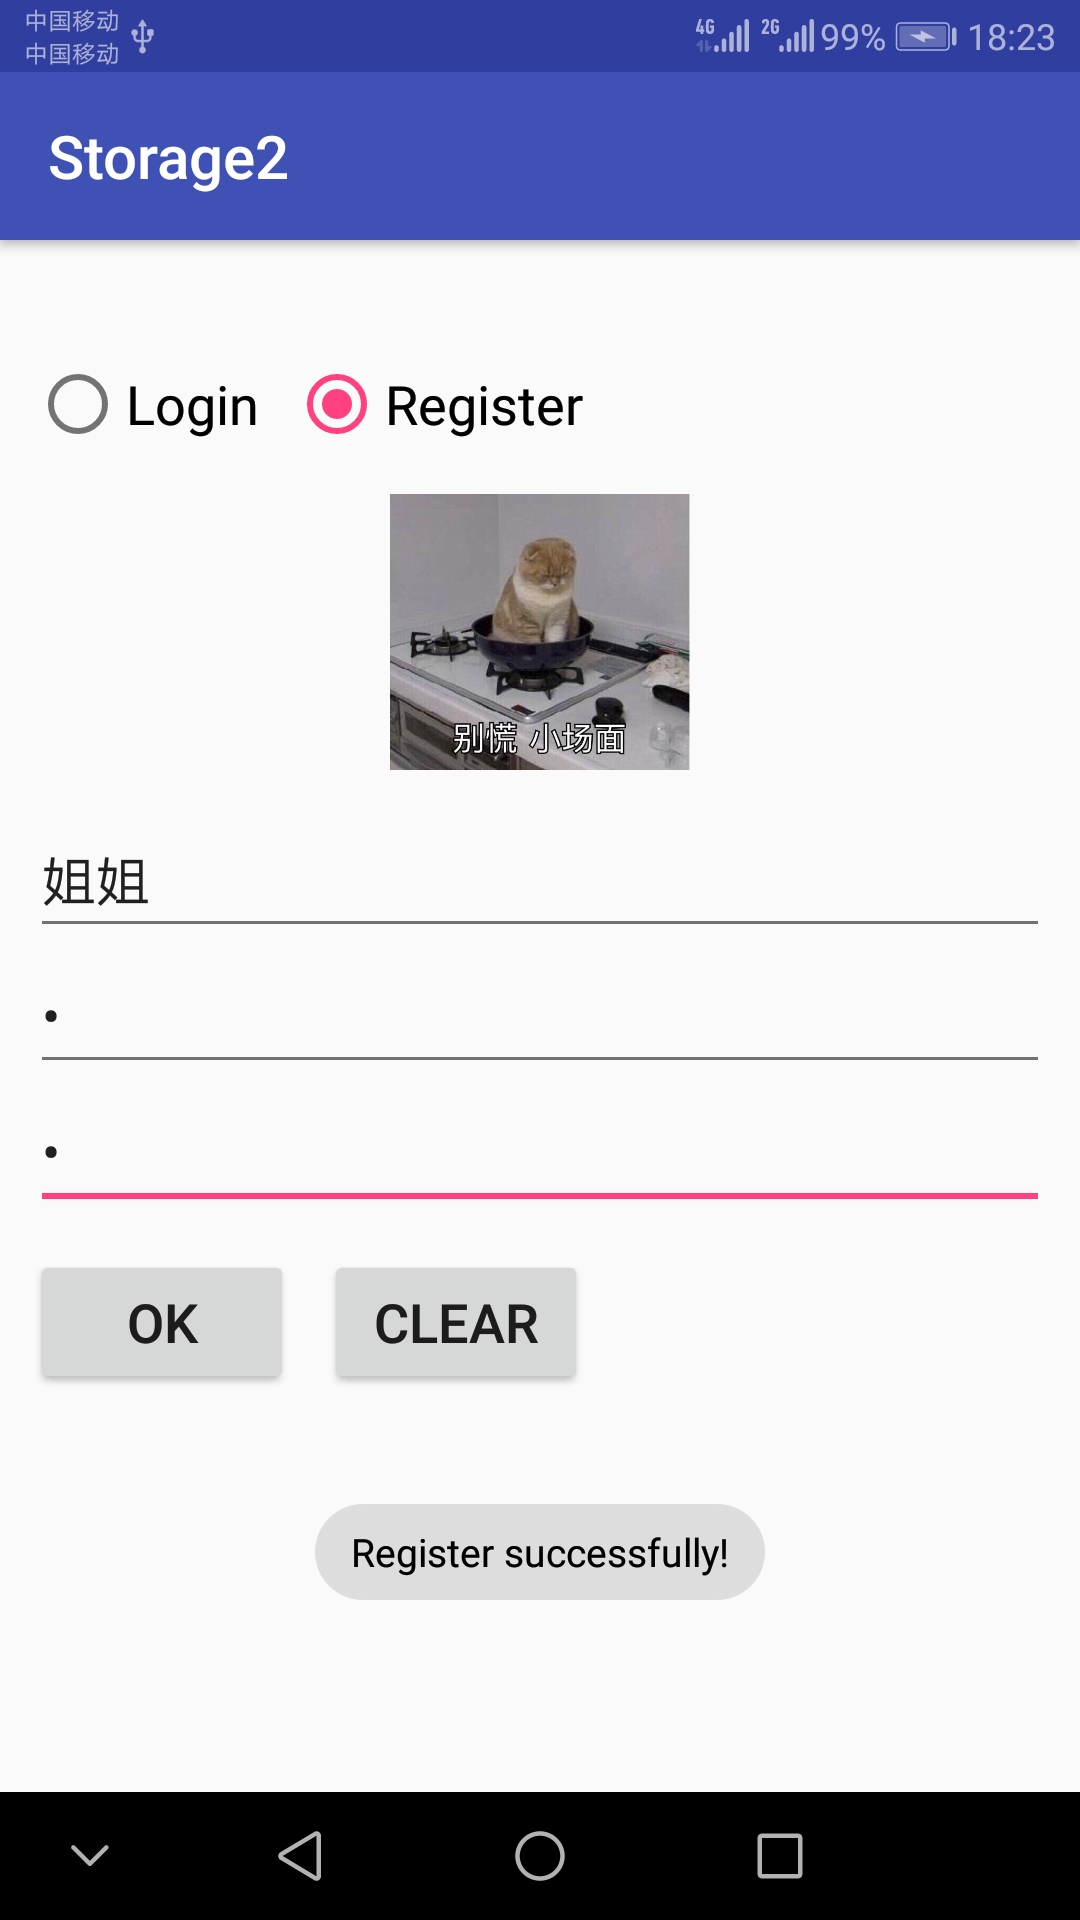 中国移动
中国移动
4G 2G 99% 18:23
Storage2
Login Register
别慌 小场面
姐姐
•
•
OK CLEAR
Register successfully!